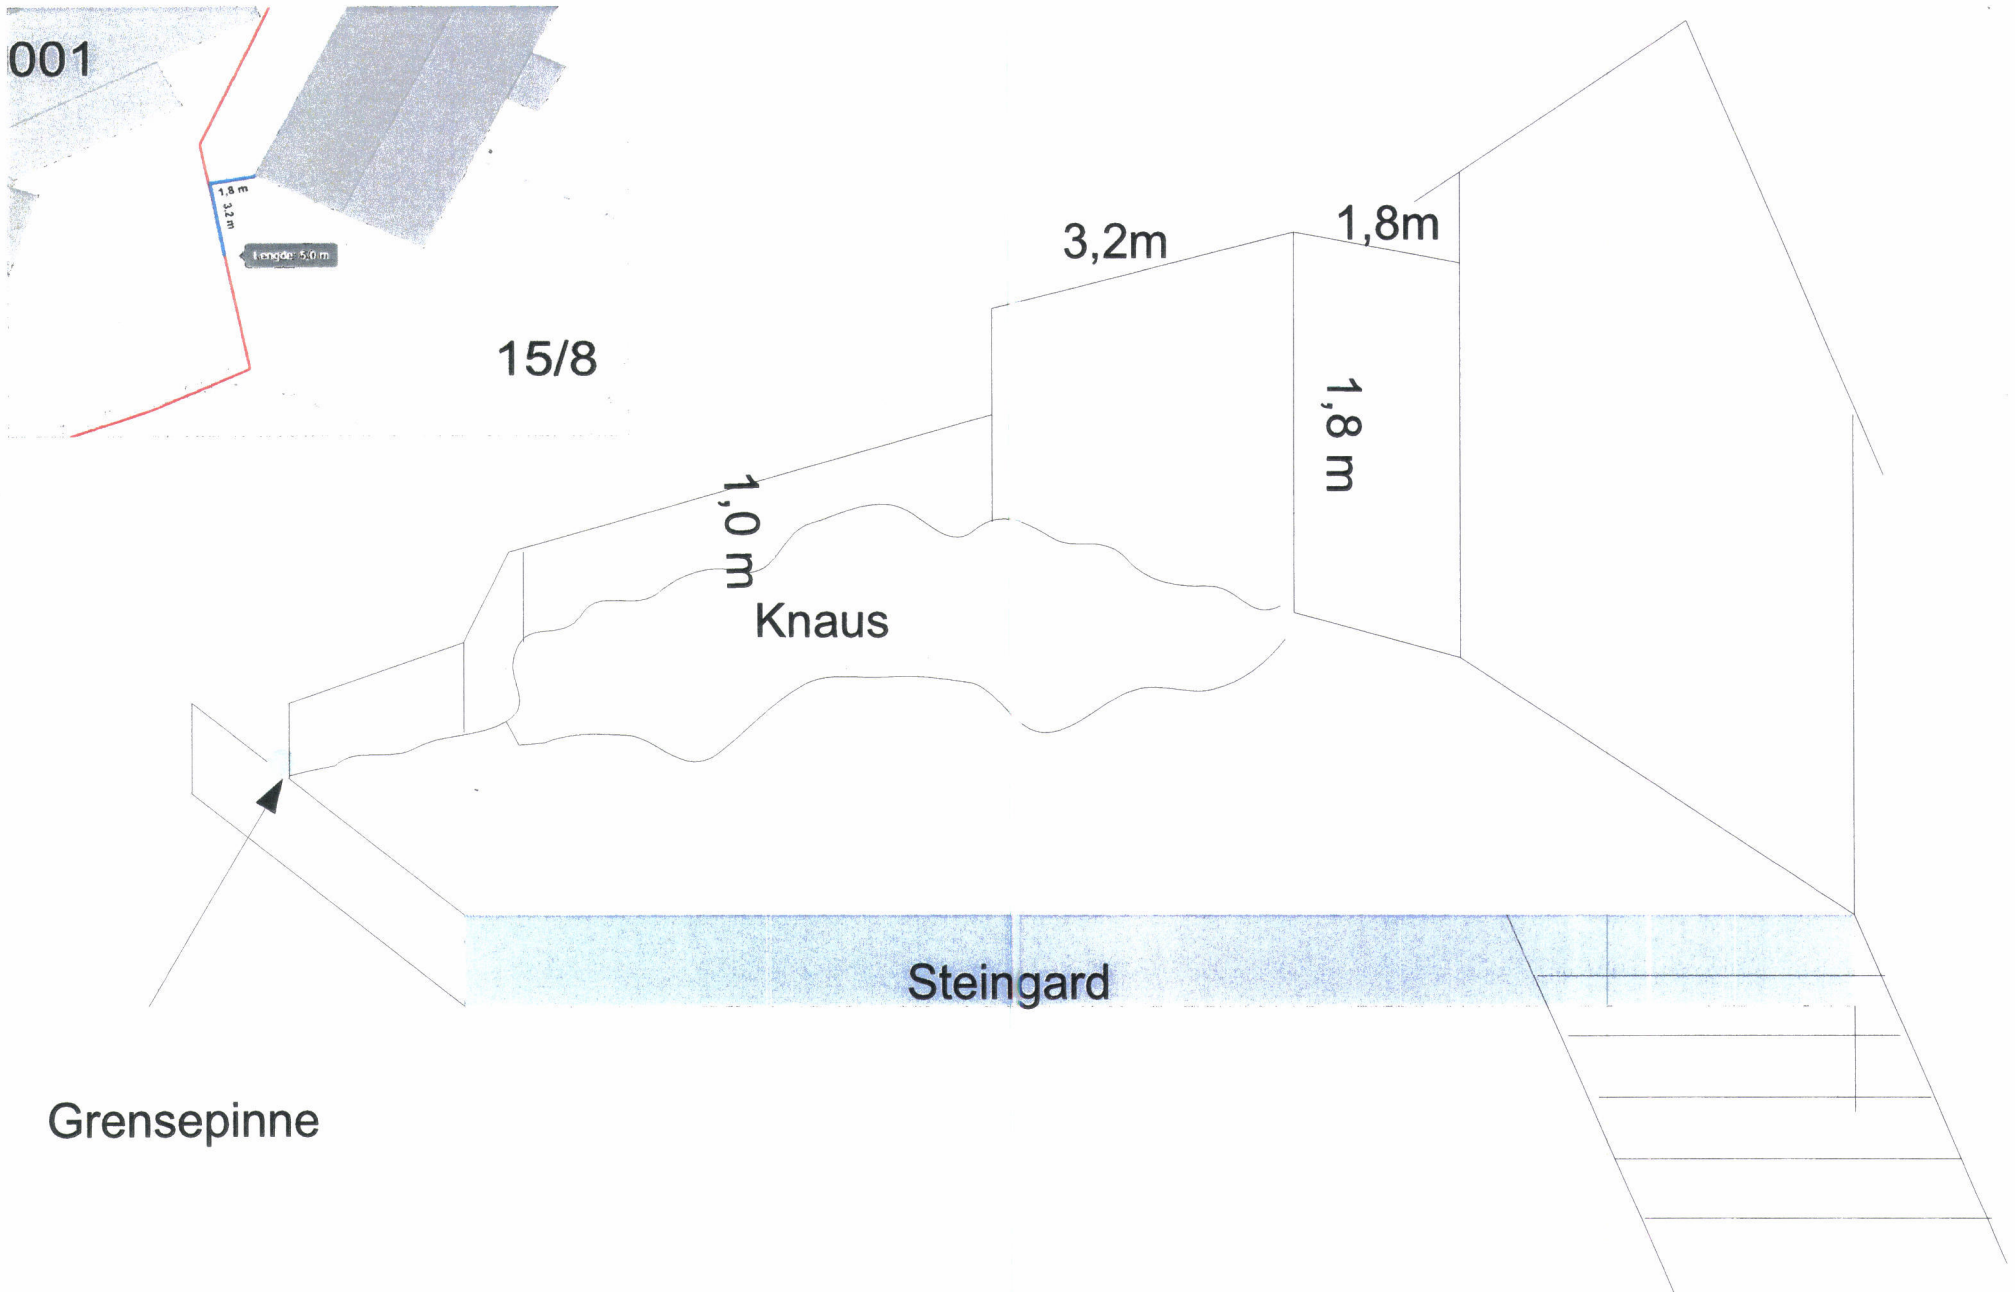 001
1,8 m
3,2 m
Lengde: 5,0 m
15/8
3,2m
1,8m
1,8 m
1,0 m
Knaus
Steingard
Grensepinne